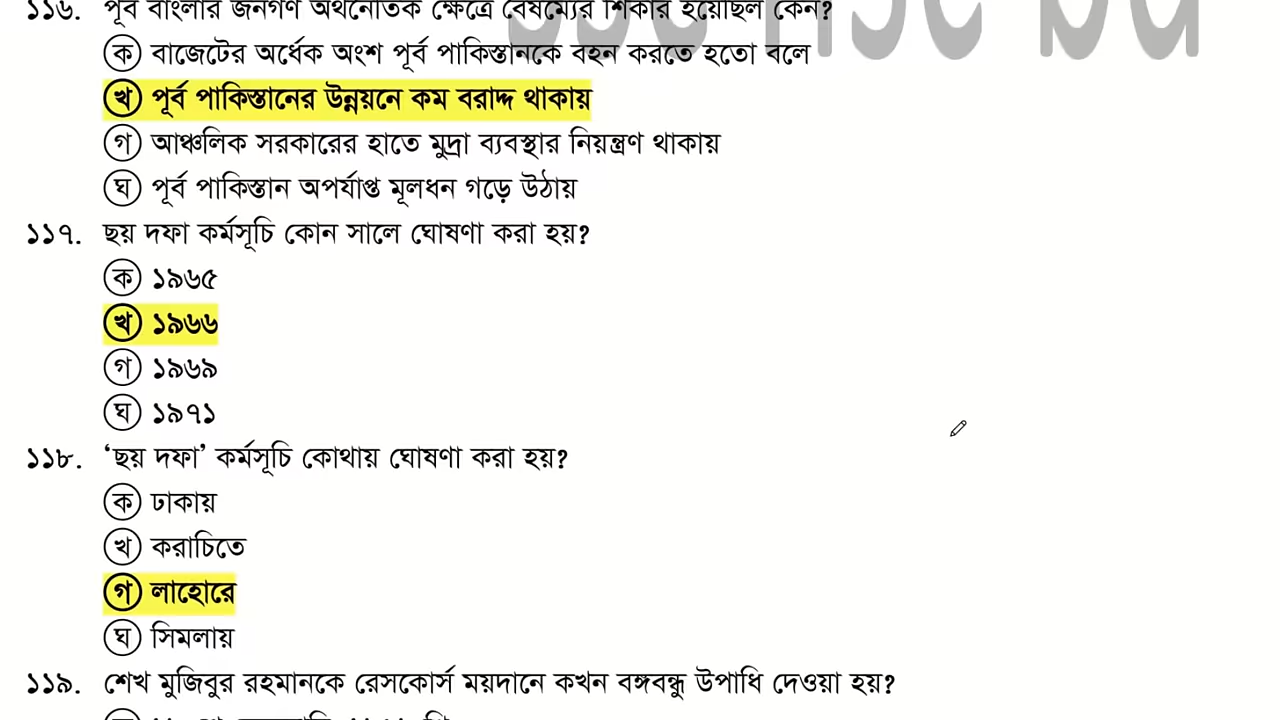 ১১৬. পূর্ব বাংলার জনগণ অর্থনৈতিক ক্ষেত্রে বৈষম্যের শিকার হয়েছিল কেন?
ক বাজেটের অর্ধেক অংশ পূর্ব পাকিস্তানকে বহন করতে হতো বলে
খ পূর্ব পাকিস্তানের উন্নয়নে কম বরাদ্দ থাকায়
গ আঞ্চলিক সরকারের হাতে মুদ্রা ব্যবস্থার নিয়ন্ত্রণ থাকায়
ঘ পূর্ব পাকিস্তান অপর্যাপ্ত মূলধন গড়ে উঠায়
১১৭. ছয় দফা কর্মসূচি কোন সালে ঘোষণা করা হয়?
ক ১৯৬৫
খ ১৯৬৬
গ ১৯৬৯
ঘ ১৯৭১
১১৮. ‘ছয় দফা’ কর্মসূচি কোথায় ঘোষণা করা হয়?
ক ঢাকায়
খ করাচিতে
গ লাহোরে
ঘ সিমলায়
১১৯. শেখ মুজিবুর রহমানকে রেসকোর্স ময়দানে কখন বঙ্গবন্ধু উপাধি দেওয়া হয়?